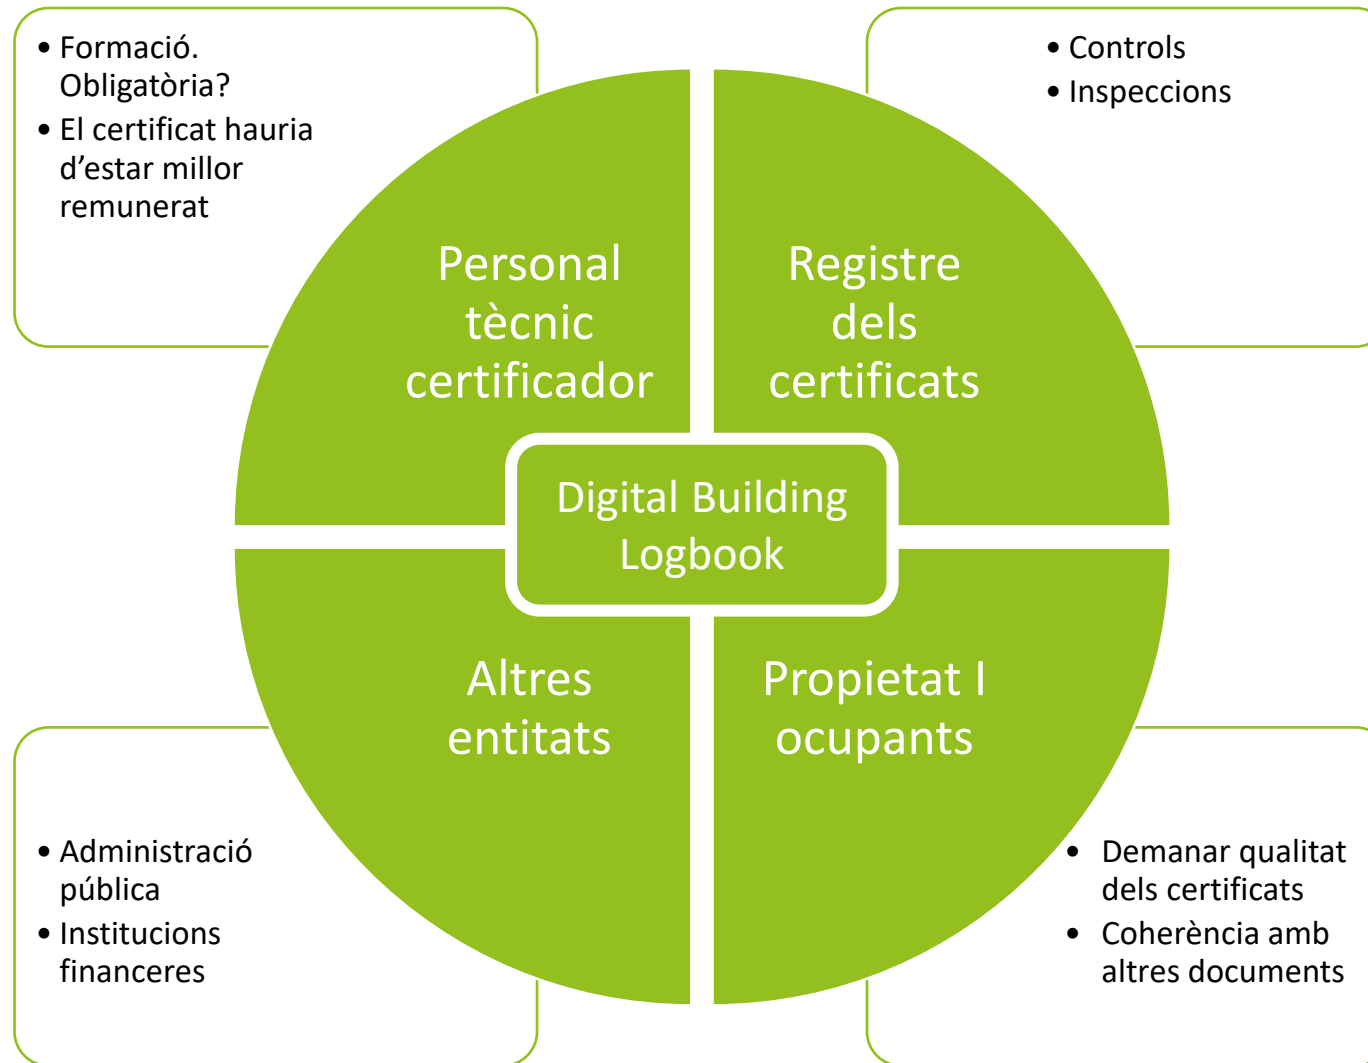 • Formació.
Obligatòria?
• El certificat hauria
d’estar millor
remunerat
• Controls
• Inspeccions
Personal
tècnic
certificador
Registre
dels
certificats
Digital Building
Logbook
Altres
entitats
Propietat I
ocupants
• Administració
pública
• Institucions
financeres
• Demanar qualitat
dels certificats
• Coherència amb
altres documents